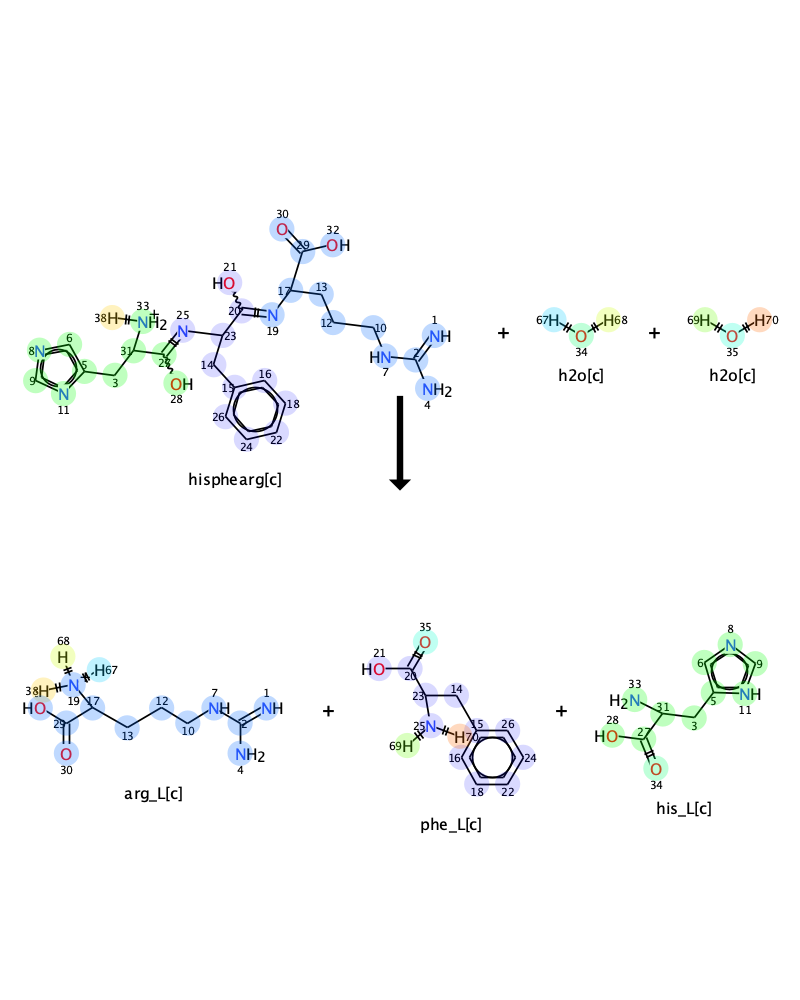 30
29 32 OH
O
21
HO 20
17 13
19 N
12 10
HN 7
1 NH
2
4 NH2
33
38H NH2 +
25 N
23
31 27
28 OH
14
15 16
18
22
24
26
6
8 N
5
9
3
N 11
hisphearg[c]
+
67H H68
O
34
h2o[c]
+
69H H70
O
35
h2o[c]
68
H
H67
38H
N 19
HO
29
17
O
30
13
12
10
7
NH
2
1
NH
NH2
4
arg_L[c]
+
35
O
21
HO
20
23
14
25 N
69H
H70
15
26
16
24
18
22
phe_L[c]
+
8
N
6
9
5
NH
11
33
H2N
31
3
28
HO
27
O
34
his_L[c]